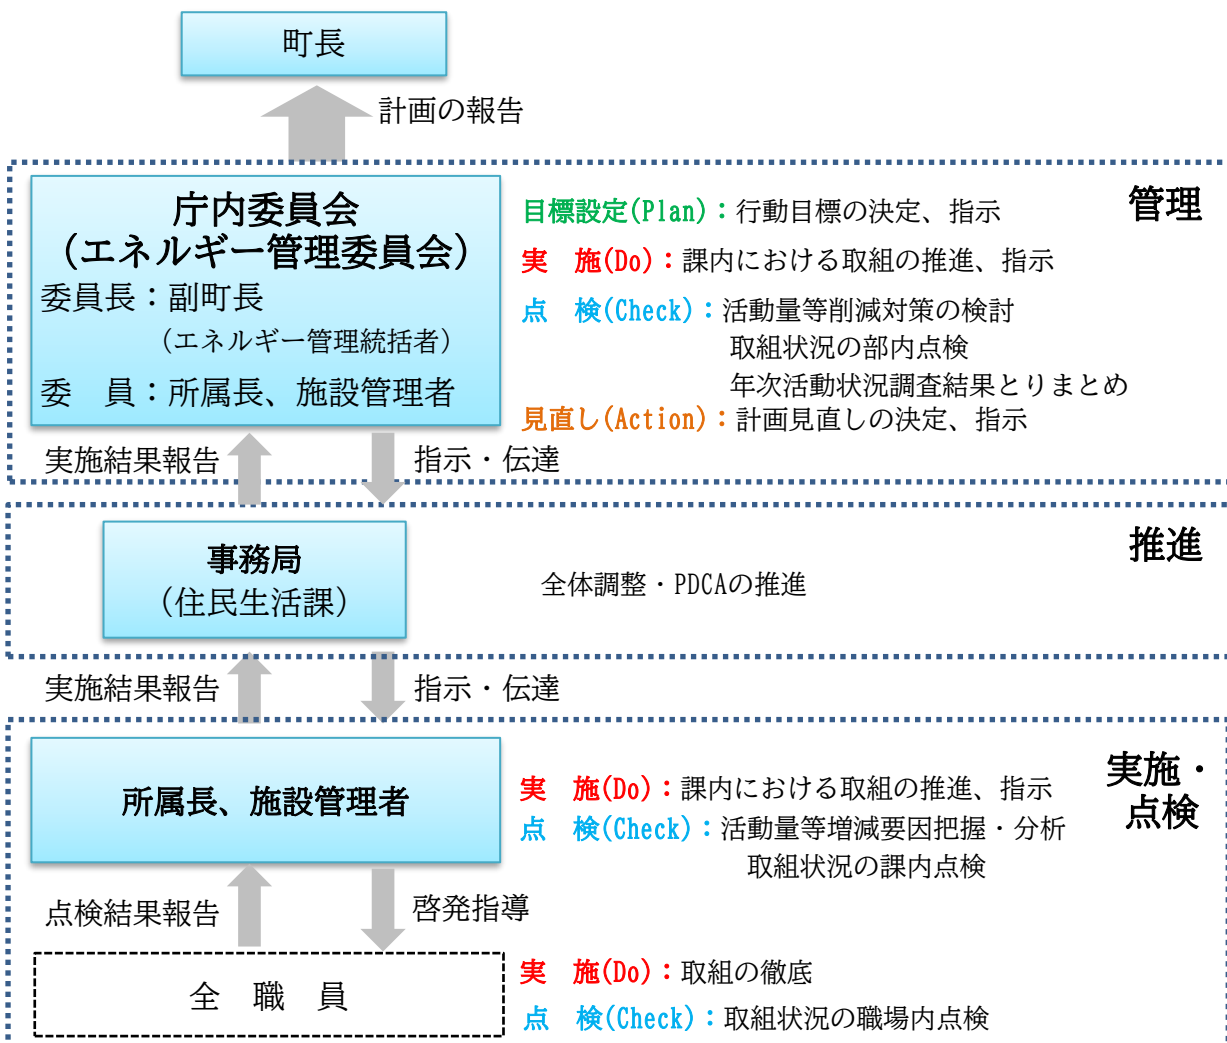 町長
計画の報告
管理
庁内委員会
（エネルギー管理委員会）
委員長：副町長
（エネルギー管理統括者）
委　員：所属長、施設管理者
目標設定(Plan)：行動目標の決定、指示
実　施(Do)：課内における取組の推進、指示
点　検(Check)：活動量等削減対策の検討
取組状況の部内点検
年次活動状況調査結果とりまとめ
見直し(Action)：計画見直しの決定、指示
実施結果報告
指示・伝達
推進
事務局
（住民生活課）
全体調整・PDCAの推進
実施結果報告
指示・伝達
実施・
点検
所属長、施設管理者
実　施(Do)：課内における取組の推進、指示
点　検(Check)：活動量等増減要因把握・分析
取組状況の課内点検
点検結果報告
啓発指導
全　職　員
実　施(Do)：取組の徹底
点　検(Check)：取組状況の職場内点検